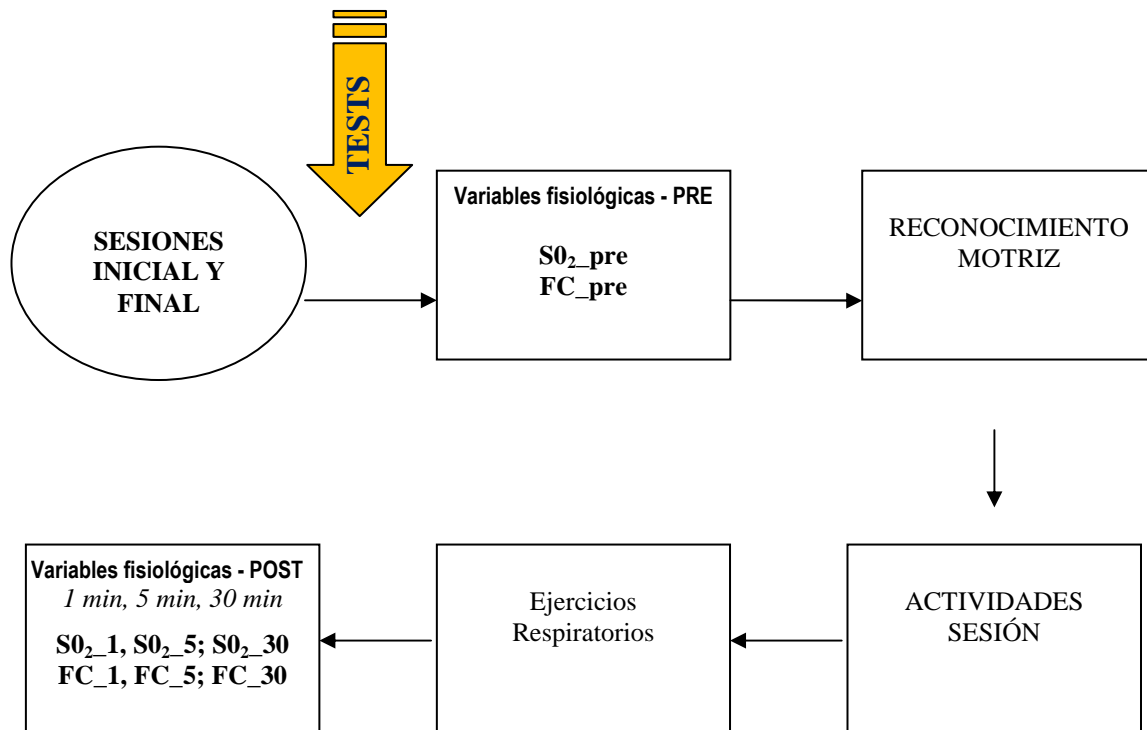 TESTS
SESIONES
INICIAL Y
FINAL
Variables fisiológicas - PRE
S0₂_pre
FC_pre
RECONOCIMIENTO
MOTRIZ
ACTIVIDADES
SESIÓN
Ejercicios
Respiratorios
Variables fisiológicas - POST
1 min, 5 min, 30 min
S0₂_1, S0₂_5; S0₂_30
FC_1, FC_5; FC_30